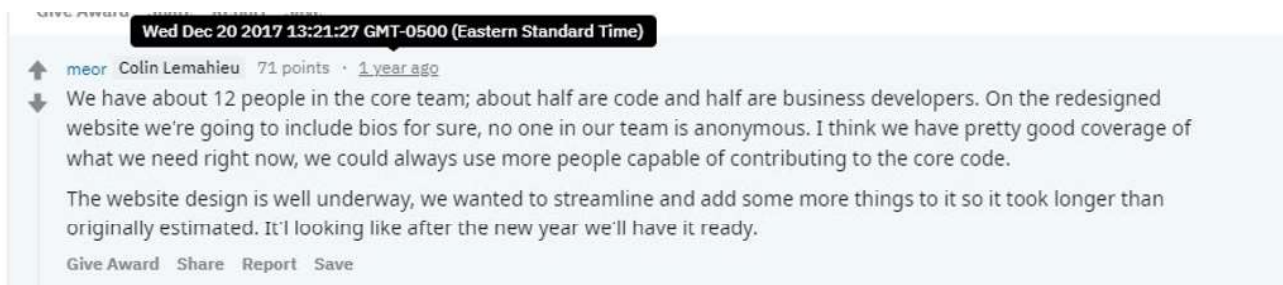 Give Award Share Report Save
Wed Dec 20 2017 13:21:27 GMT-0500 (Eastern Standard Time)
meor Colin Lemahieu 71 points · 1 year ago
We have about 12 people in the core team; about half are code and half are business developers. On the redesigned
website we're going to include bios for sure, no one in our team is anonymous. I think we have pretty good coverage of
what we need right now, we could always use more people capable of contributing to the core code.
The website design is well underway, we wanted to streamline and add some more things to it so it took longer than
originally estimated. It'l looking like after the new year we'll have it ready.
Give Award Share Report Save